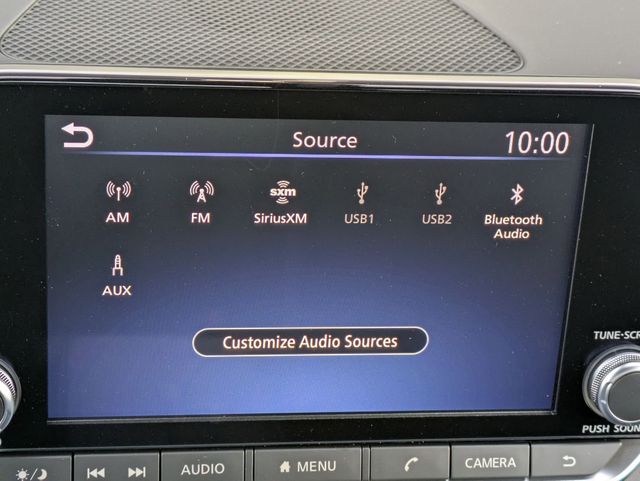 Source 10:00
AM FM sxm SiriusXM USB1 USB2 Bluetooth Audio
AUX
Customize Audio Sources
TUNE-SCR
PUSH SOUN
AUDIO MENU CAMERA